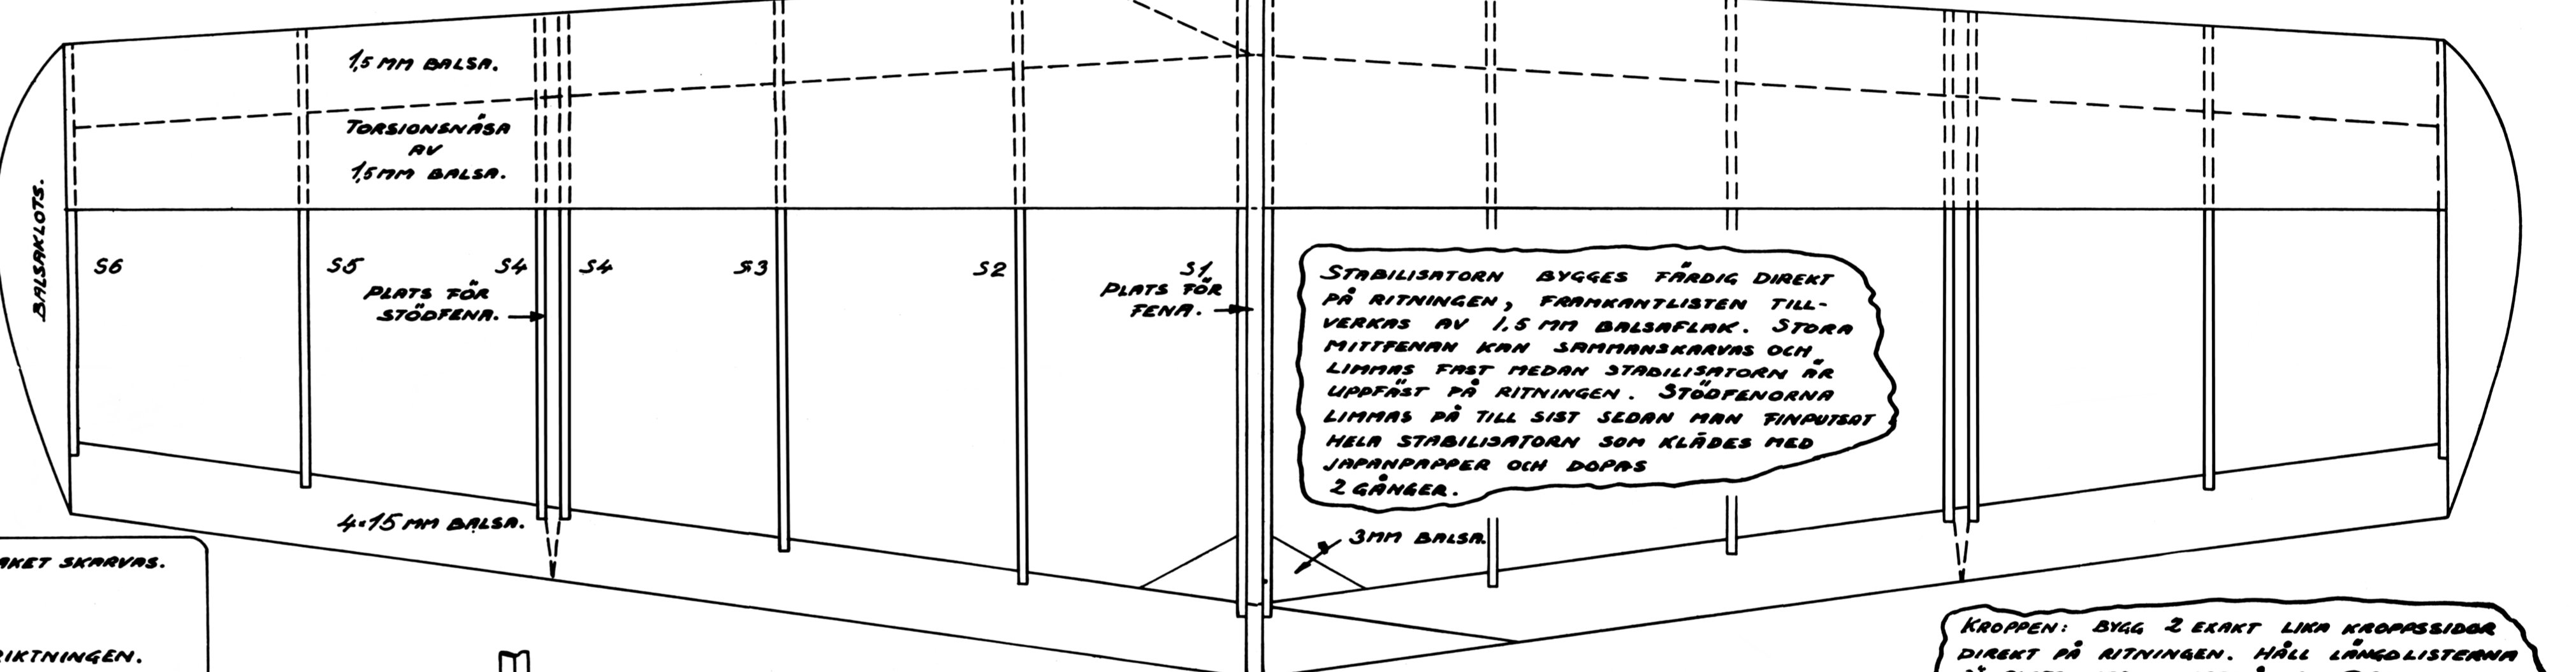 1,5 MM BALSA.
TORSIONSNÄSA
AV
1,5 MM BALSA.
BALSAKLOTS.
S6
S5
S4
S4
S3
S2
S1
PLATS FÖR
STÖDFENA.
PLATS FÖR
FENA.
STABILISATORN BYGGES FÄRDIG DIREKT
PÅ RITNINGEN, FRAMKANTLISTEN TILL-
VERKAS AV 1,5 MM BALSAFLAK. STORA
MITTFENAN KAN SAMMANSKARVAS OCH
LIMMAS FAST MEDAN STABILISATORN ÄR
UPPFÄST PÅ RITNINGEN. STÖDFENORNA
LIMMAS PÅ TILL SIST SEDAN MAN FINPUTSAT
HELA STABILISATORN SOM KLÄDES MED
JAPANPAPPER OCH DOPAS
2 GÅNGER.
4×15 MM BALSA.
3MM BALSA.
AKET SKARVAS.
RIKTNINGEN.
KROPPEN: BYGG 2 EXAKT LIKA KROPPSSIDOR
DIREKT PÅ RITNINGEN. HÅLL LÄNGDLISTERNA